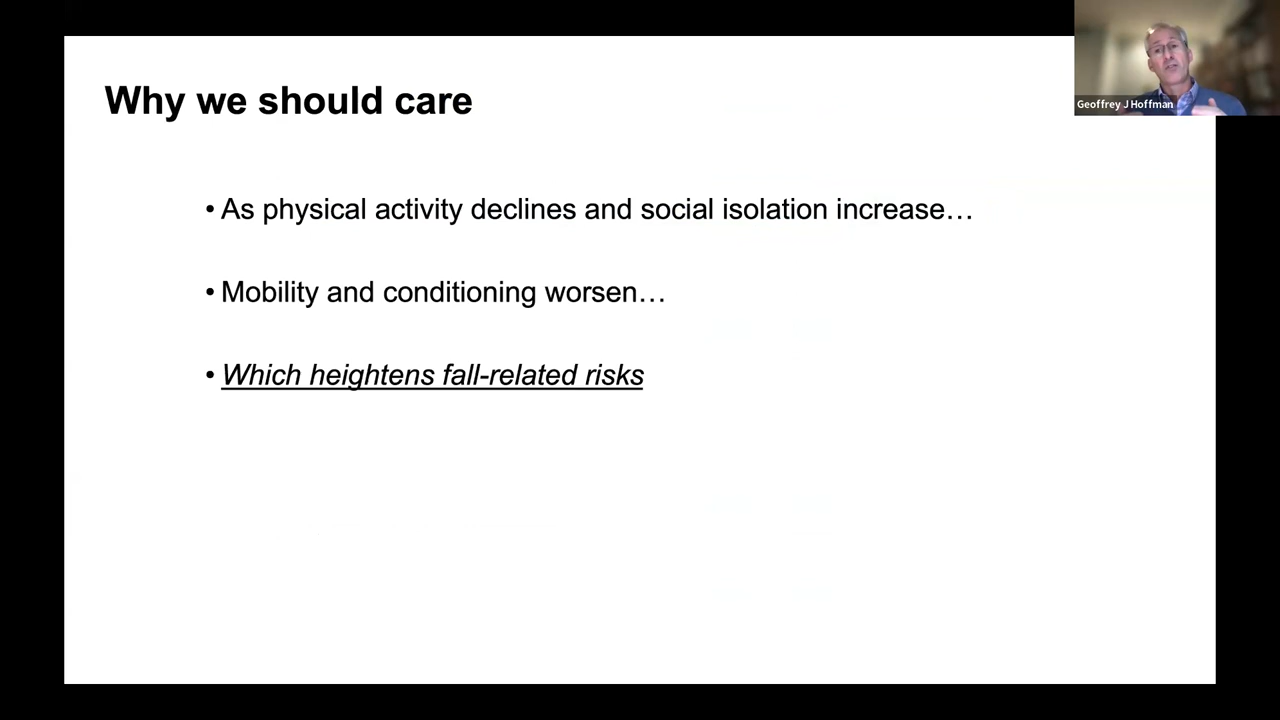 Why we should care
Geoffrey J Hoffman
• As physical activity declines and social isolation increase…
• Mobility and conditioning worsen…
• Which heightens fall-related risks